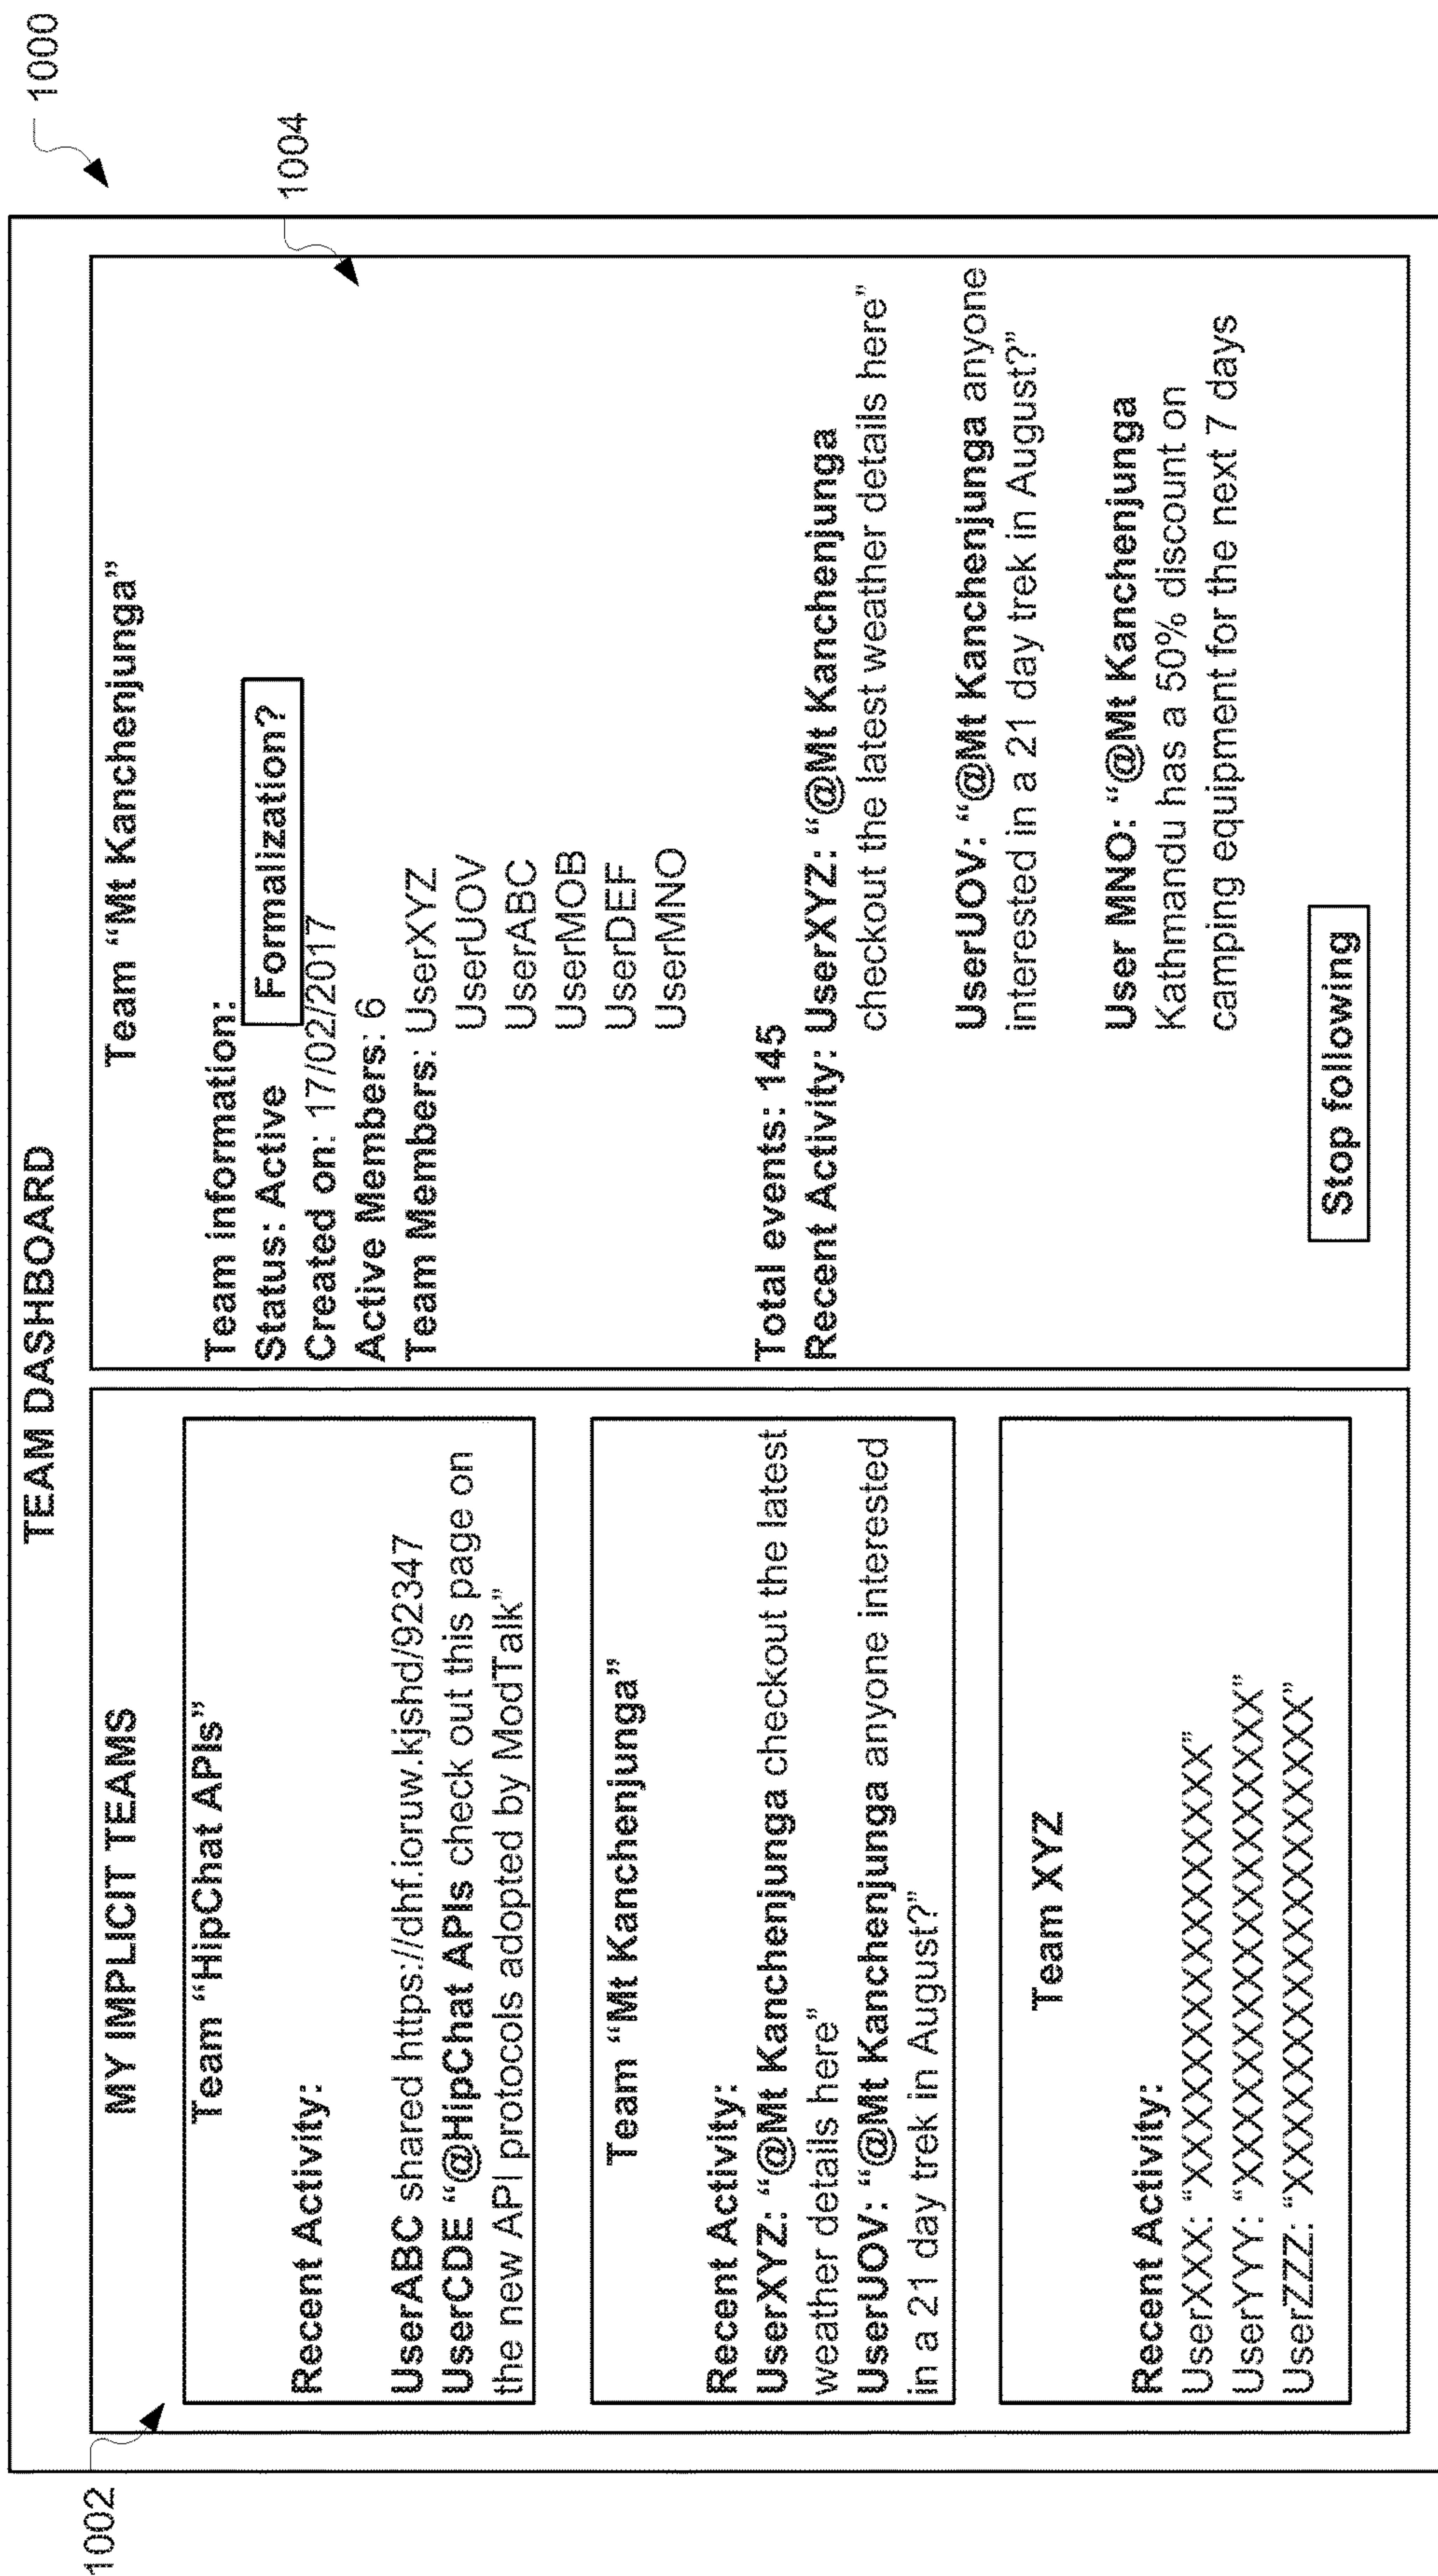 1000
TEAM DASHBOARD
1002
MY IMPLICIT TEAMS
Team “HipChat APIs”
Recent Activity:
UserABC shared https://dhf.ioruw.kjshd/92347
UserCDE “@HipChat APIs check out this page on
the new API protocols adopted by ModTalk”
Team “Mt Kanchenjunga”
Recent Activity:
UserXYZ: “@Mt Kanchenjunga checkout the latest
weather details here”
UserUOV: “@Mt Kanchenjunga anyone interested
in a 21 day trek in August?”
Team XYZ
Recent Activity:
UserXXX: “XXXXXXXXXXXXXX”
UserYYY: “XXXXXXXXXXXXXXXX”
UserZZZ: “XXXXXXXXXXXXXXXX”
1004
Team “Mt Kanchenjunga”
Team information:
Status: Active
Formalization?
Created on: 17/02/2017
Active Members: 6
Team Members: UserXYZ
UserUOV
UserABC
UserMOB
UserDEF
UserMNO
Total events: 145
Recent Activity: UserXYZ: “@Mt Kanchenjunga
checkout the latest weather details here”
UserUOV: “@Mt Kanchenjunga anyone
interested in a 21 day trek in August?”
User MNO: “@Mt Kanchenjunga
Kathmandu has a 50% discount on
camping equipment for the next 7 days
Stop following